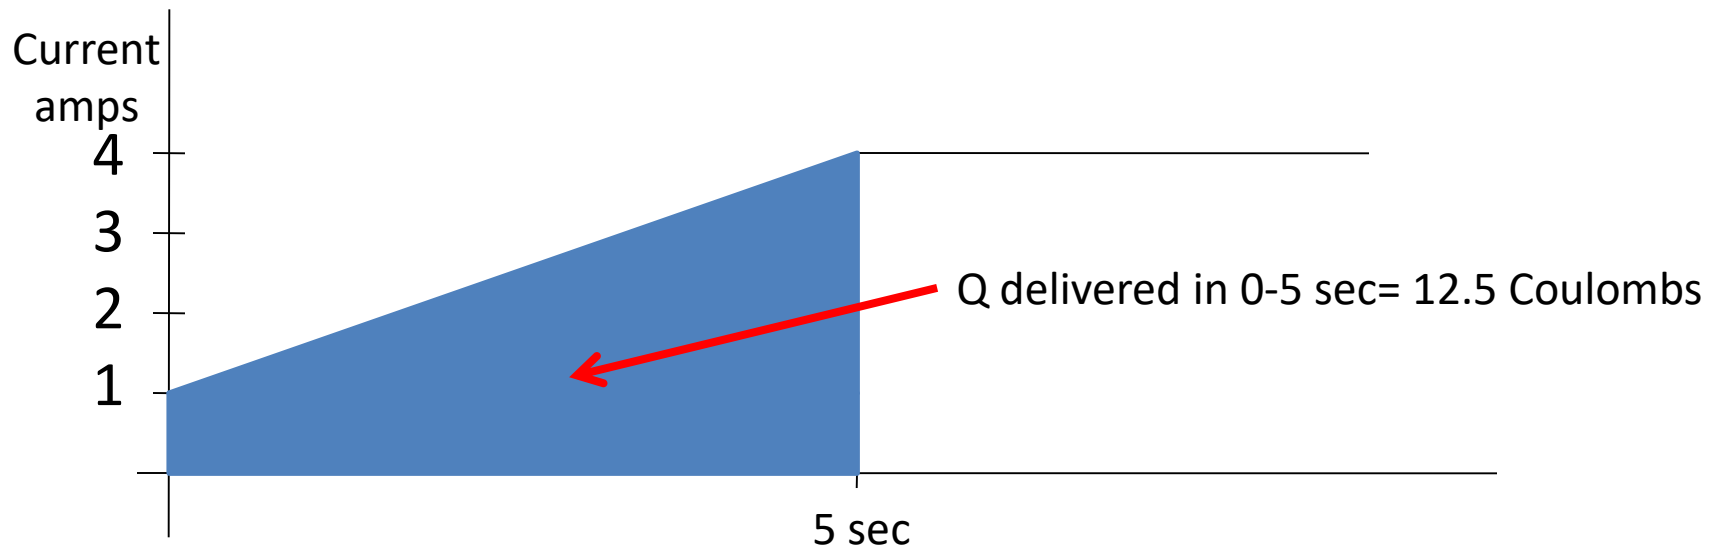 Current
amps
4
3
2
1
Q delivered in 0-5 sec= 12.5 Coulombs
5 sec